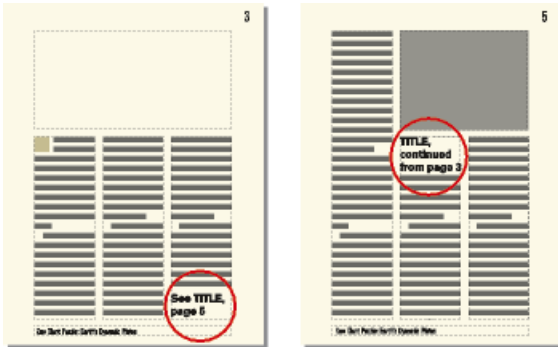 3
See TITLE,
page 5
5
TITLE,
continued
from page 3